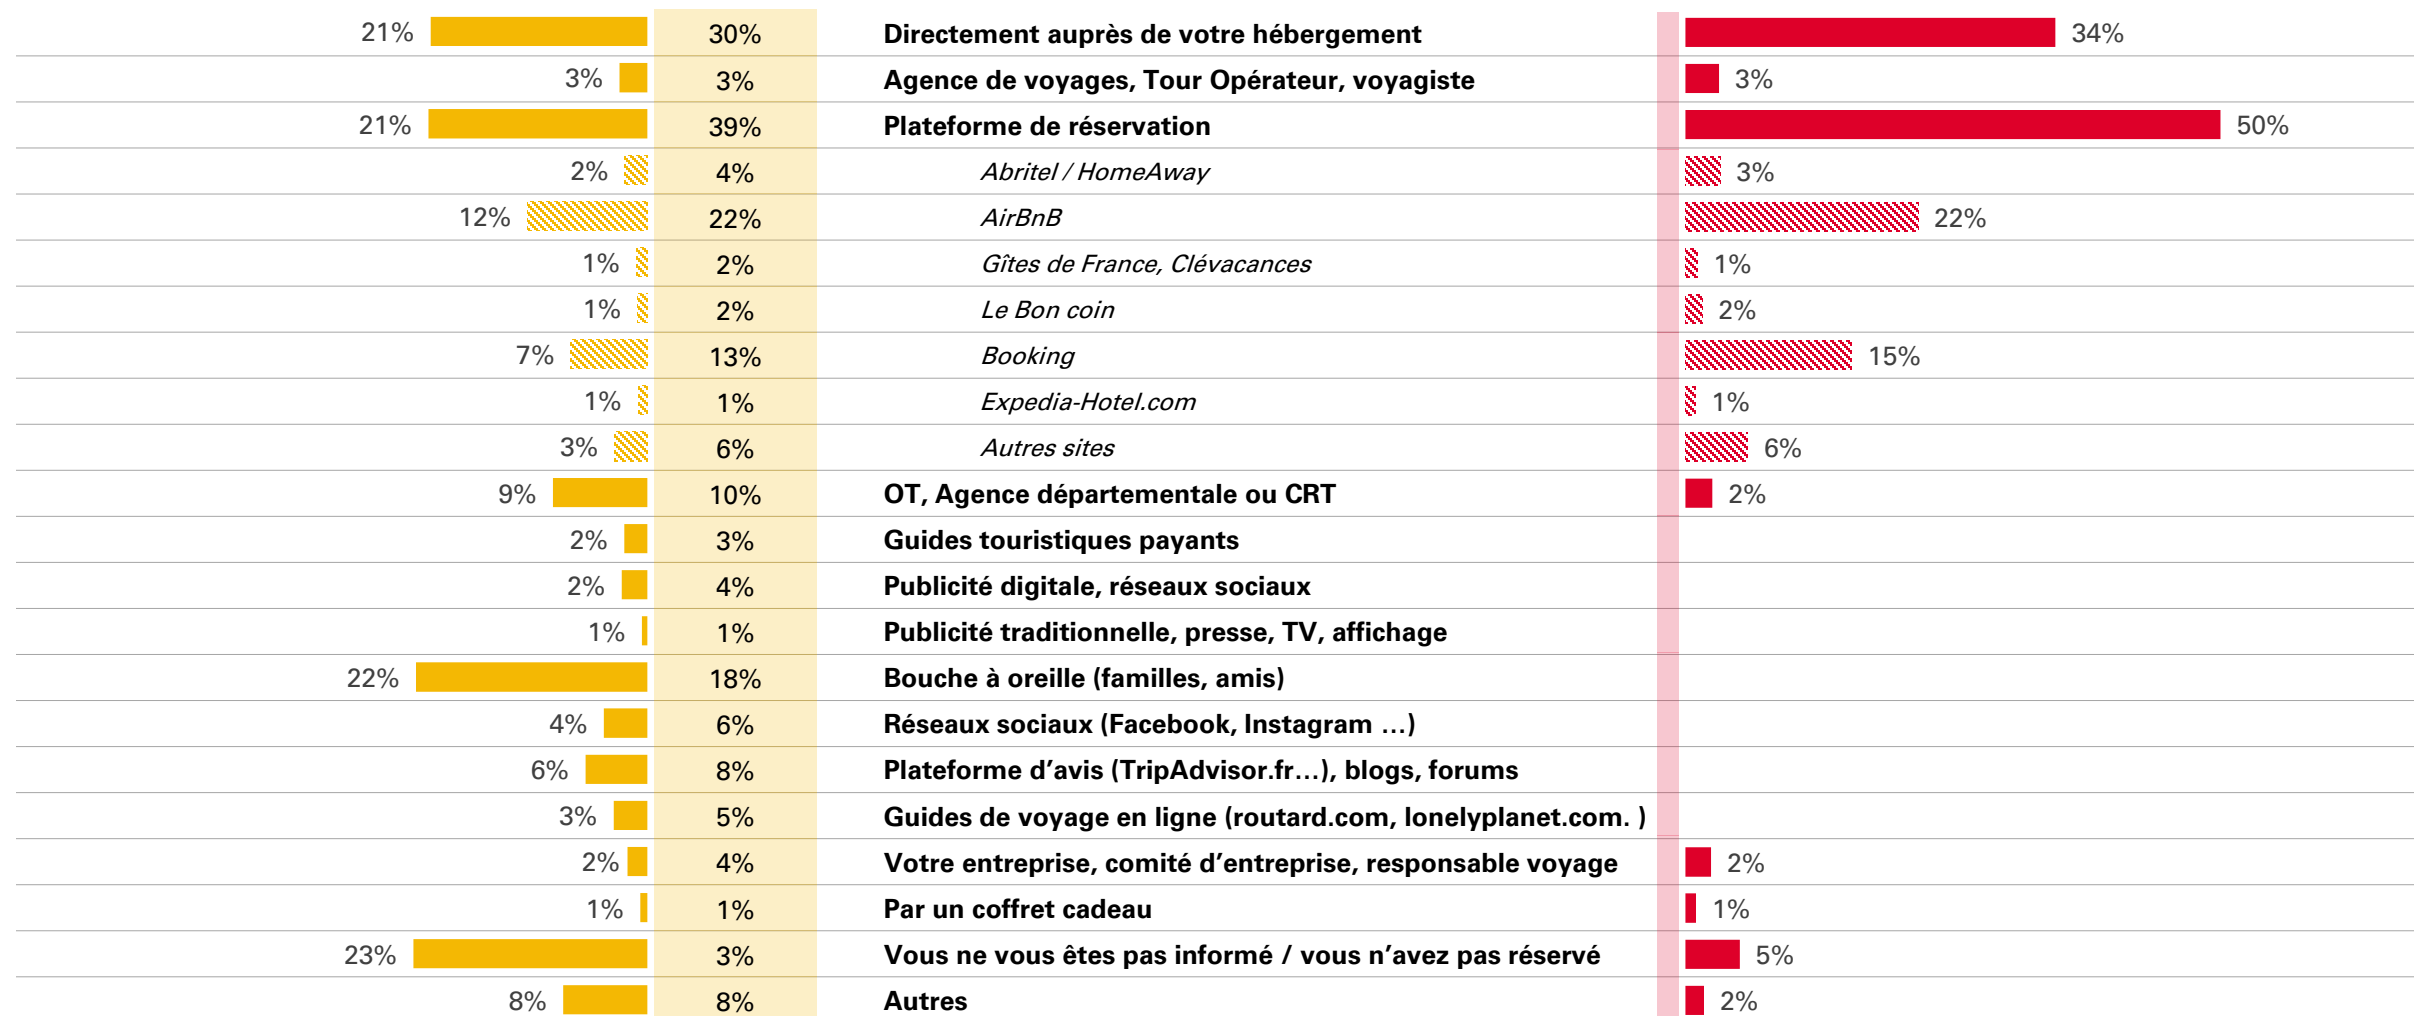 21% 30% Directement auprès de votre hébergement 34%
3% 3% Agence de voyages, Tour Opérateur, voyagiste 3%
21% 39% Plateforme de réservation 50%
2% 4% Abritel / HomeAway 3%
12% 22% AirBnB 22%
1% 2% Gîtes de France, Clévacances 1%
1% 2% Le Bon coin 2%
7% 13% Booking 15%
1% 1% Expedia-Hotel.com 1%
3% 6% Autres sites 6%
9% 10% OT, Agence départementale ou CRT 2%
2% 3% Guides touristiques payants
2% 4% Publicité digitale, réseaux sociaux
1% 1% Publicité traditionnelle, presse, TV, affichage
22% 18% Bouche à oreille (familles, amis)
4% 6% Réseaux sociaux (Facebook, Instagram …)
6% 8% Plateforme d’avis (TripAdvisor.fr…), blogs, forums
3% 5% Guides de voyage en ligne (routard.com, lonelyplanet.com. )
2% 4% Votre entreprise, comité d’entreprise, responsable voyage 2%
1% 1% Par un coffret cadeau 1%
23% 3% Vous ne vous êtes pas informé / vous n’avez pas réservé 5%
8% 8% Autres 2%